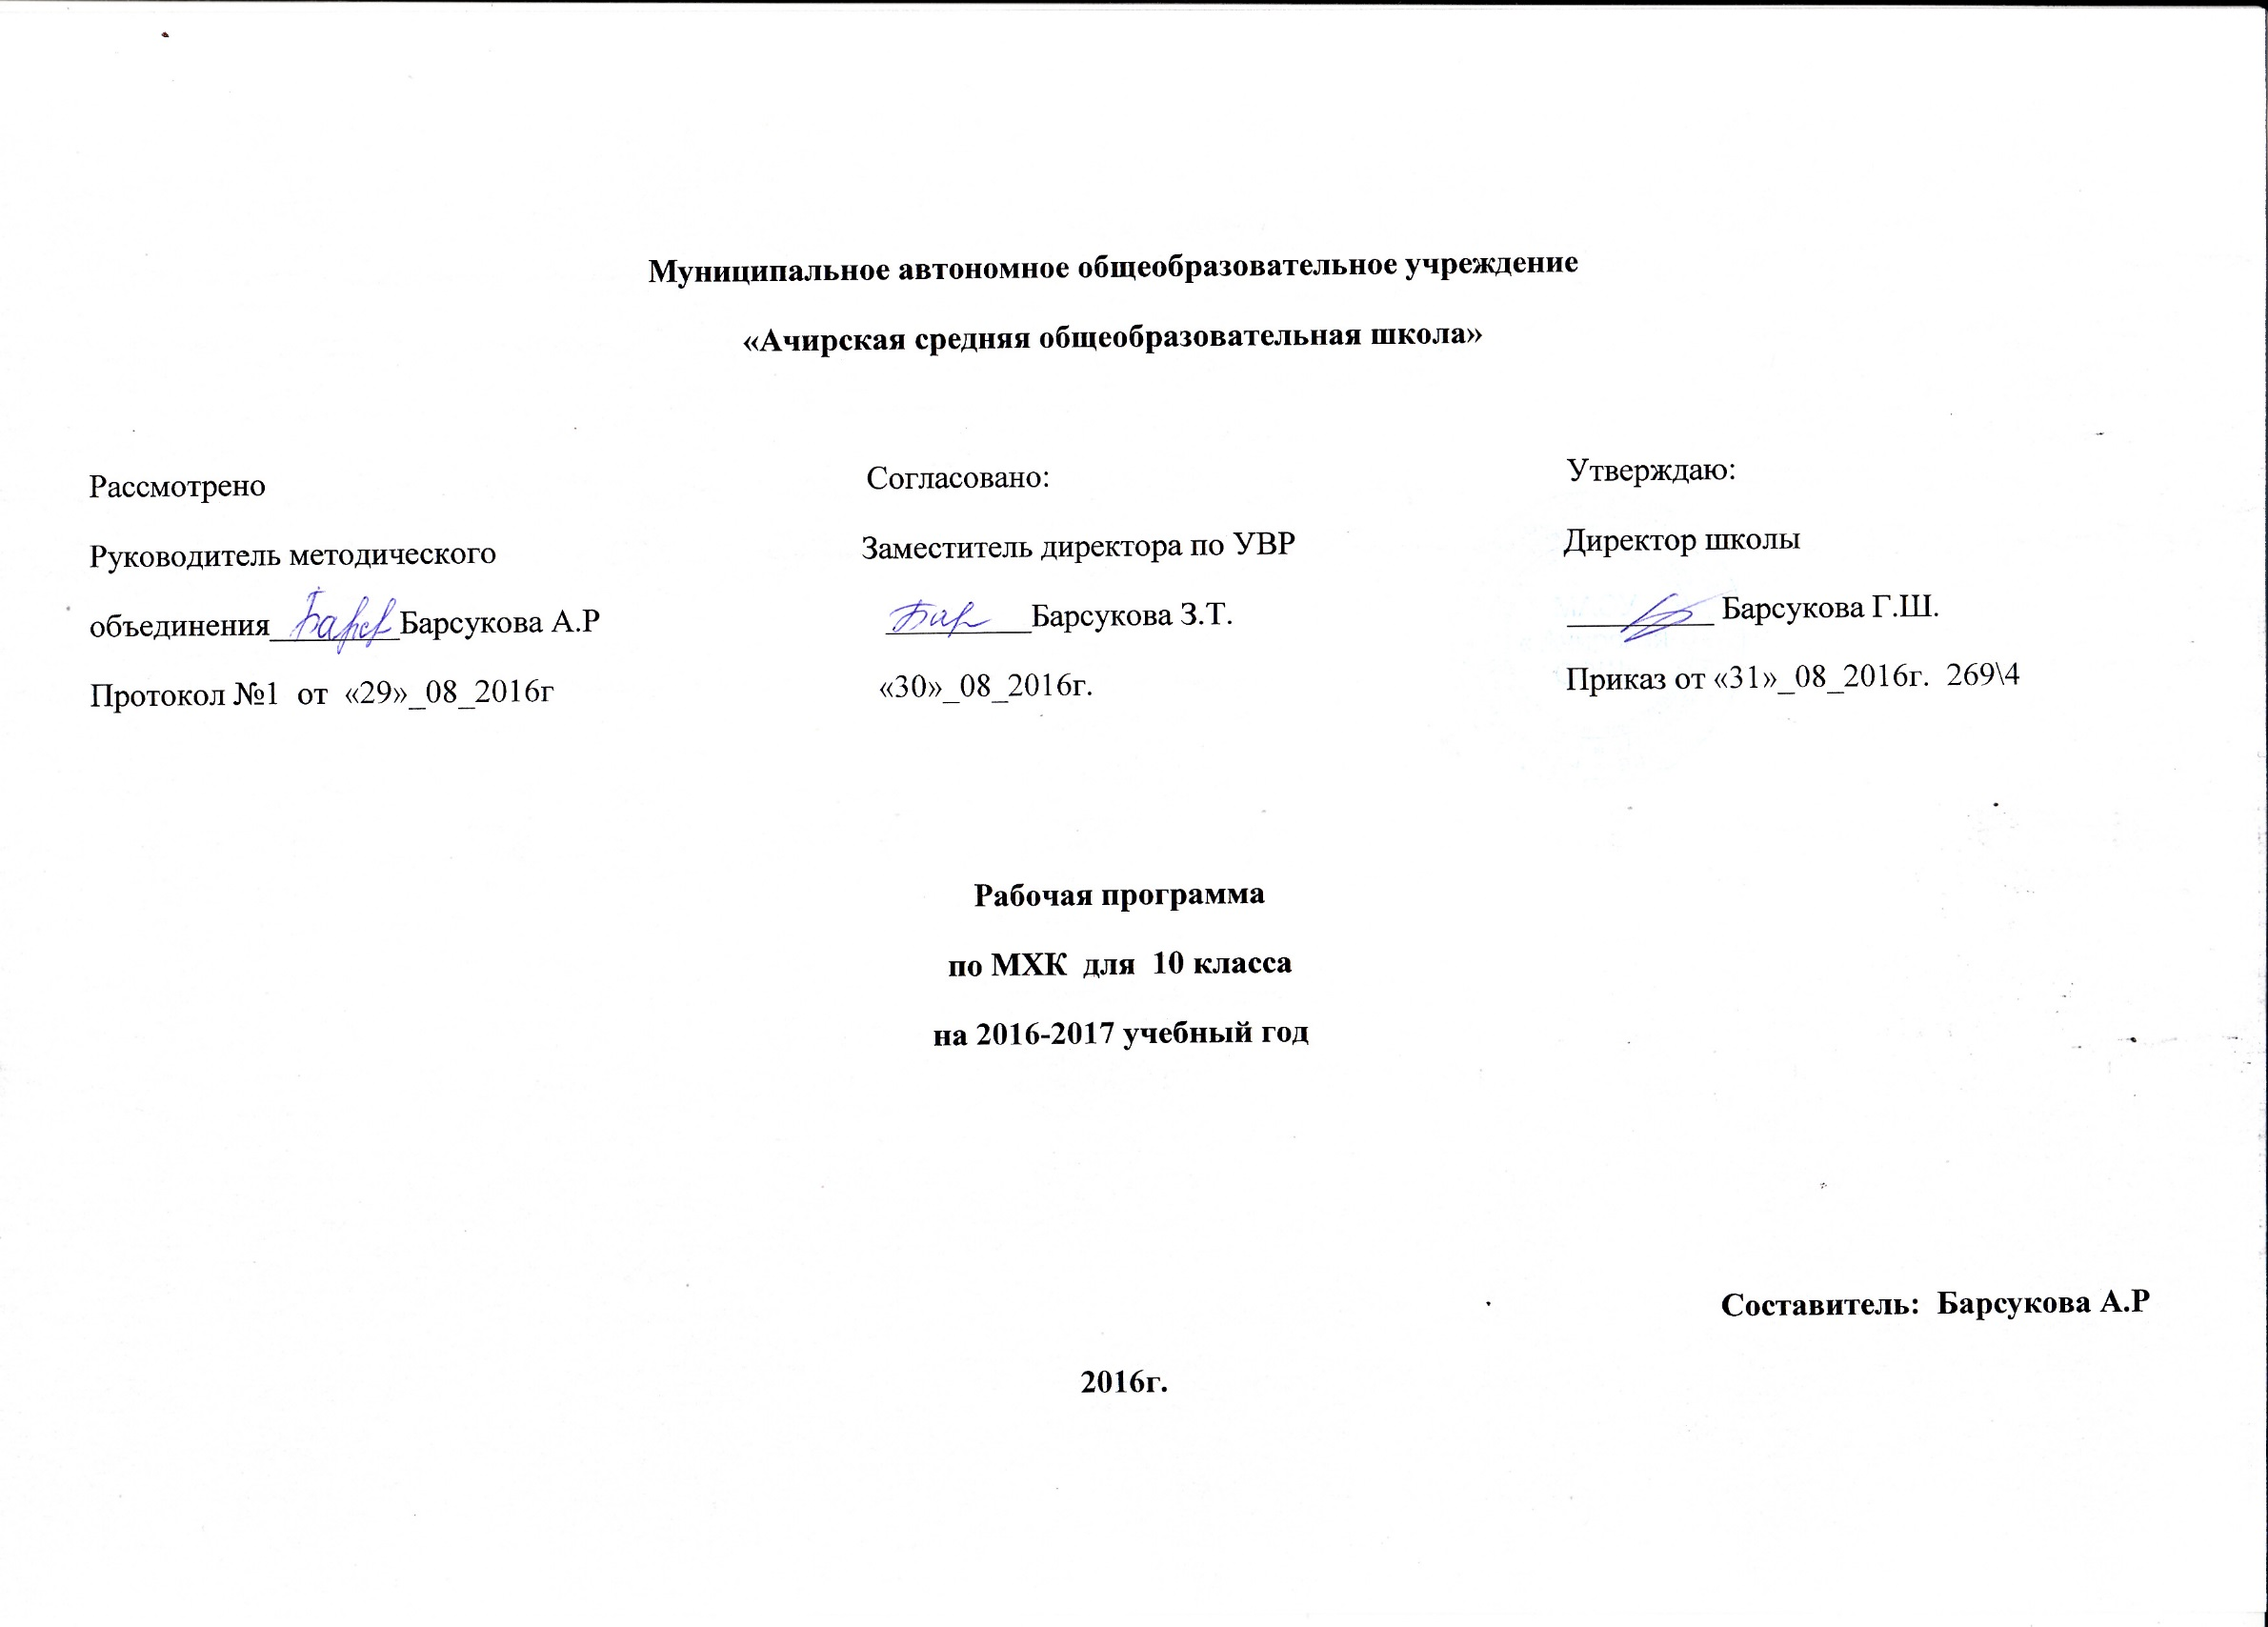 Муниципальное автономное общеобразовательное учреждение
«Ачирская средняя общеобразовательная школа»
Рассмотрено
Руководитель методического
объединения________Барсукова А.Р
Протокол №1 от «29»_08_2016г
Согласовано:
Заместитель директора по УВР
_________Барсукова З.Т.
«30»_08_2016г.
Утверждаю:
Директор школы
_________ Барсукова Г.Ш.
Приказ от «31»_08_2016г. 269\4
Рабочая программа
по МХК для 10 класса
на 2016-2017 учебный год
Составитель: Барсукова А.Р
2016г.